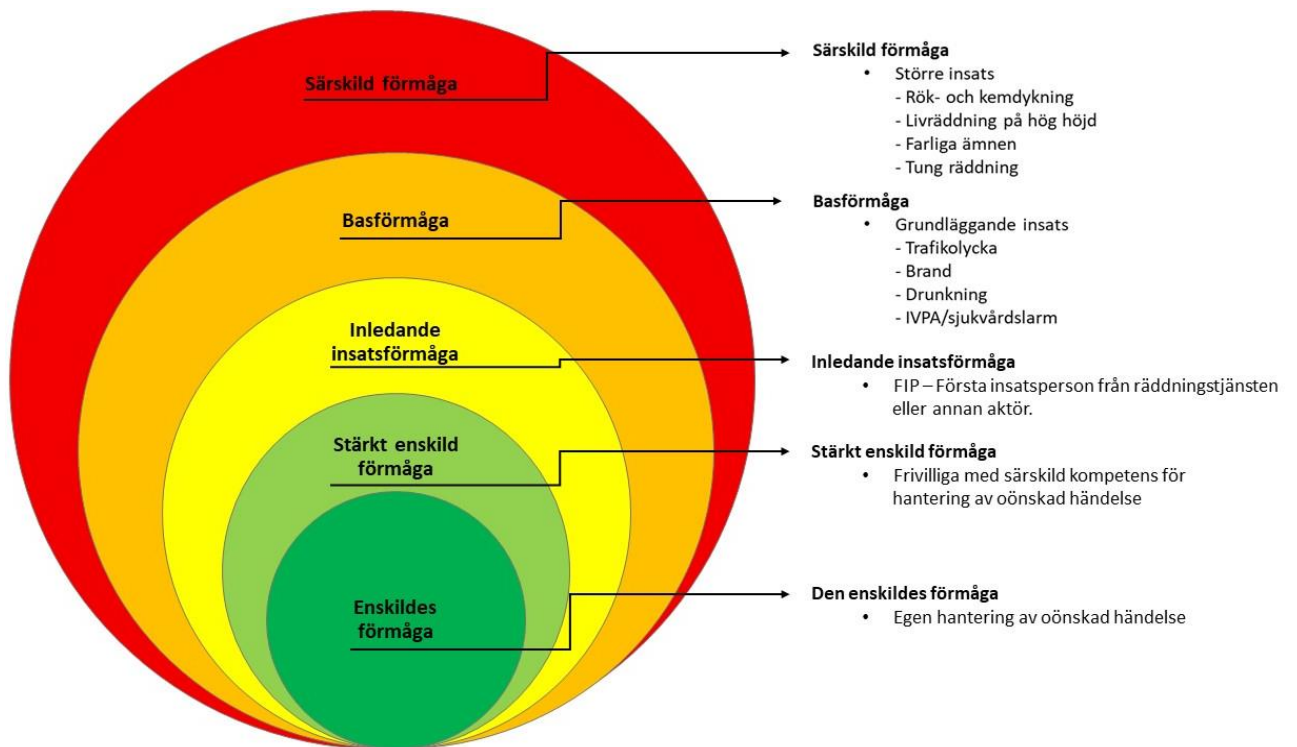 Särskild förmåga
Basförmåga
Inledande
insatsförmåga
Stärkt enskild
förmåga
Enskildes
förmåga
Särskild förmåga
• Större insats
- Rök- och kemdykning
- Livräddning på hög höjd
- Farliga ämnen
- Tung räddning
Basförmåga
• Grundläggande insats
- Trafikolycka
- Brand
- Drunkning
- IVPA/sjukvårdslarm
Inledande insatsförmåga
• FIP – Första insatsperson från räddningstjänsten
eller annan aktör.
Stärkt enskild förmåga
• Frivilliga med särskild kompetens för
hantering av oönskad händelse
Den enskildes förmåga
• Egen hantering av oönskad händelse